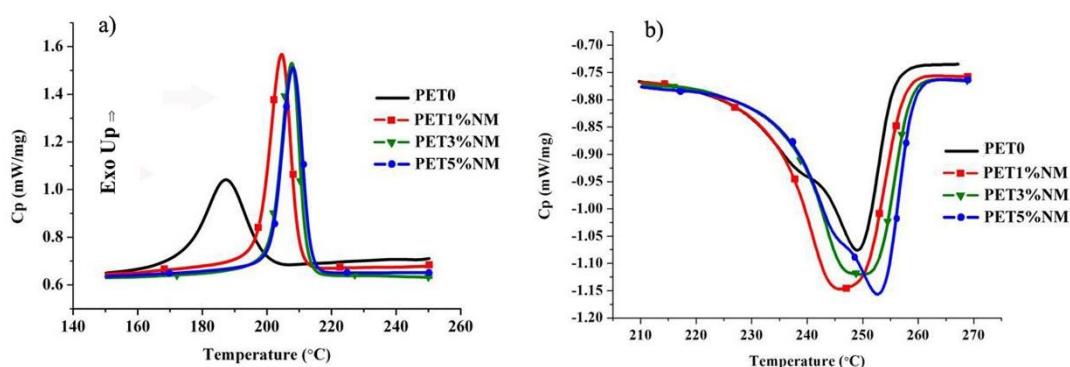 a)
1.6
1.4
1.2
1.0
0.8
0.6
Cp (mW/mg)
Exo Up ⇒
PET0
PET1%NM
PET3%NM
PET5%NM
140 160 180 200 220 240 260
Temperature (°C)
b)
-0.70
-0.75
-0.80
-0.85
-0.90
-0.95
-1.00
-1.05
-1.10
-1.15
-1.20
Cp (mW/mg)
PET0
PET1%NM
PET3%NM
PET5%NM
210 220 230 240 250 260 270
Temperature (°C)